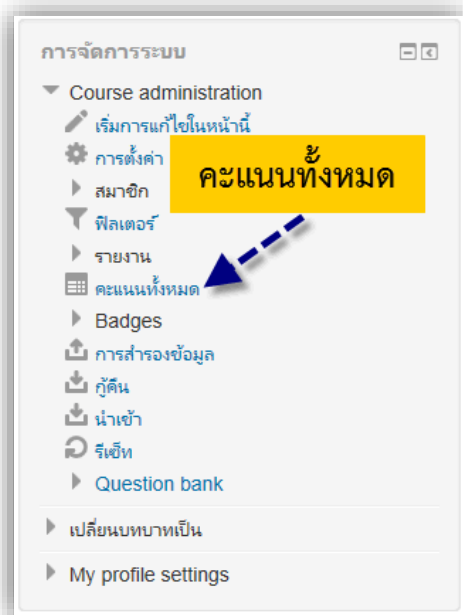 การจัดการระบบ
Course administration
เริ่มการแก้ไขในหน้านี้
การตั้งค่า
คะแนนทั้งหมด
สมาชิก
ฟิลเตอร์
รายงาน
คะแนนทั้งหมด
Badges
การสำรองข้อมูล
กู้คืน
นำเข้า
รีเซ็ท
Question bank
เปลี่ยนบทบาทเป็น
My profile settings